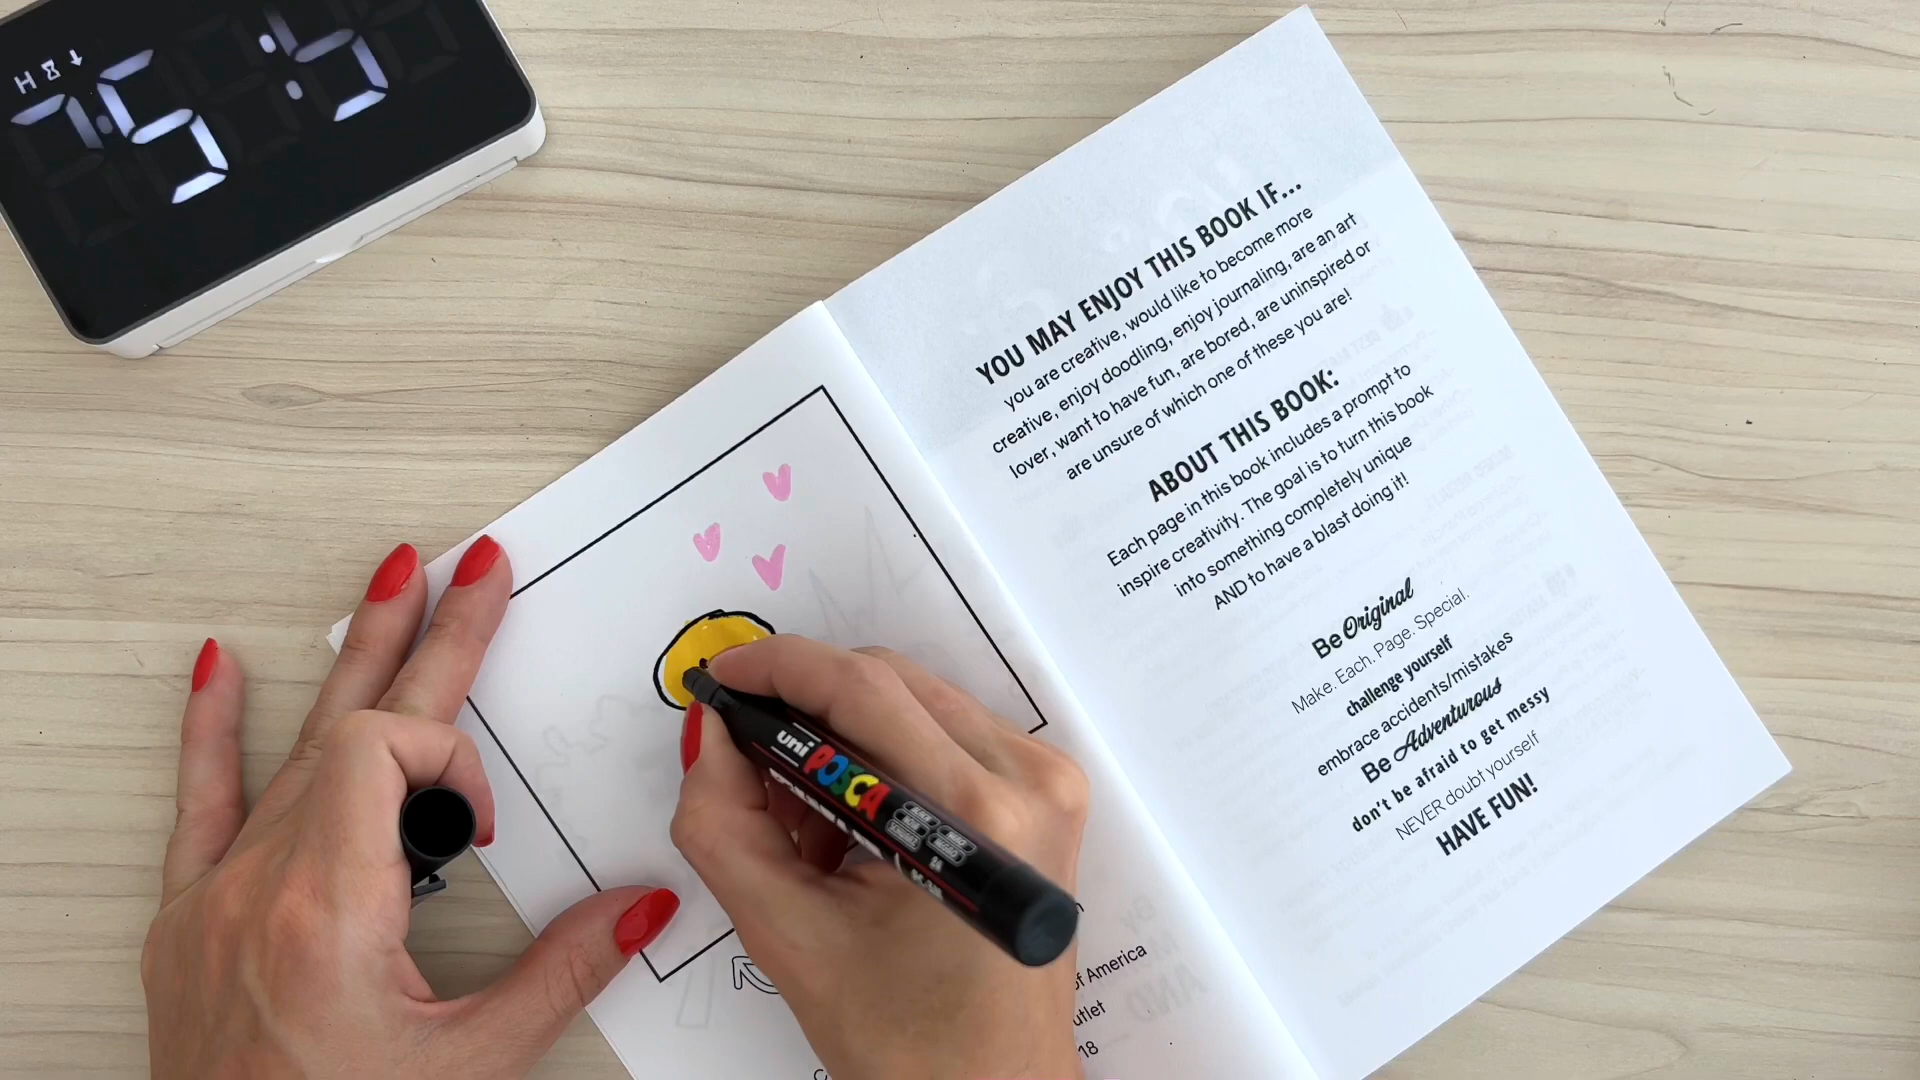 H
YOU MAY ENJOY THIS BOOK IF...
you are creative, would like to become more
creative, enjoy doodling, enjoy journaling, are an art
lover, want to have fun, are bored, are uninspired or
are unsure of which one of these you are!
ABOUT THIS BOOK:
Each page in this book includes a prompt to
inspire creativity. The goal is to turn this book
into something completely unique
AND to have a blast doing it!
Be Original
Make. Each. Page. Special.
challenge yourself
embrace accidents/mistakes
Be Adventurous
don't be afraid to get messy
NEVER doubt yourself
HAVE FUN!
uni POSCA
of America
utlet
18